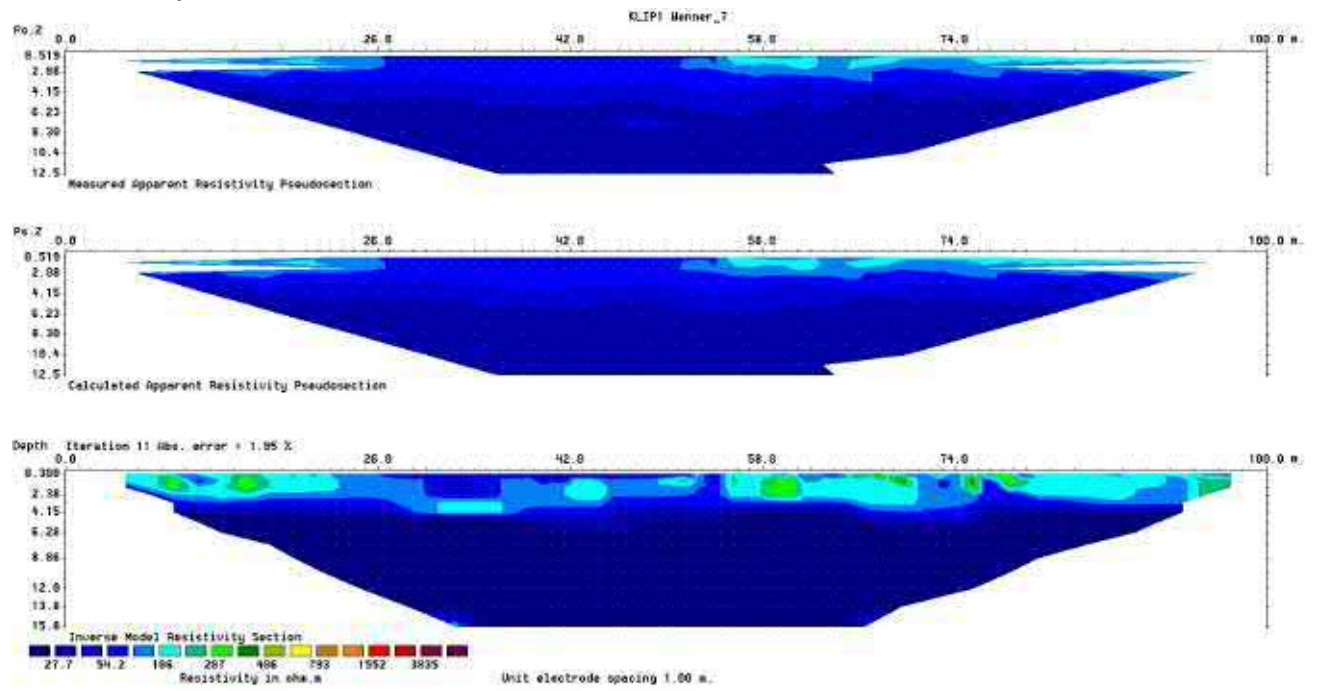 KLIP1 Wenner_7
Ps.Z 0.0 26.0 42.0 58.0 74.0 100.0 m.
0.519
2.08
4.15
6.23
8.30
10.4
12.5
Measured Apparent Resistivity Pseudosection
Ps.Z 0.0 26.0 42.0 58.0 74.0 100.0 m.
0.519
2.08
4.15
6.23
8.30
10.4
12.5
Calculated Apparent Resistivity Pseudosection
Depth Iteration 11 Abs. error = 1.95 %
0.0 26.0 42.0 58.0 74.0 100.0 m.
2.38
4.15
6.28
8.86
12.0
13.8
15.8
Inverse Model Resistivity Section
27.7 54.2 106 207 406 793 1552 3035
Resistivity in ohm.m Unit electrode spacing 1.00 m.